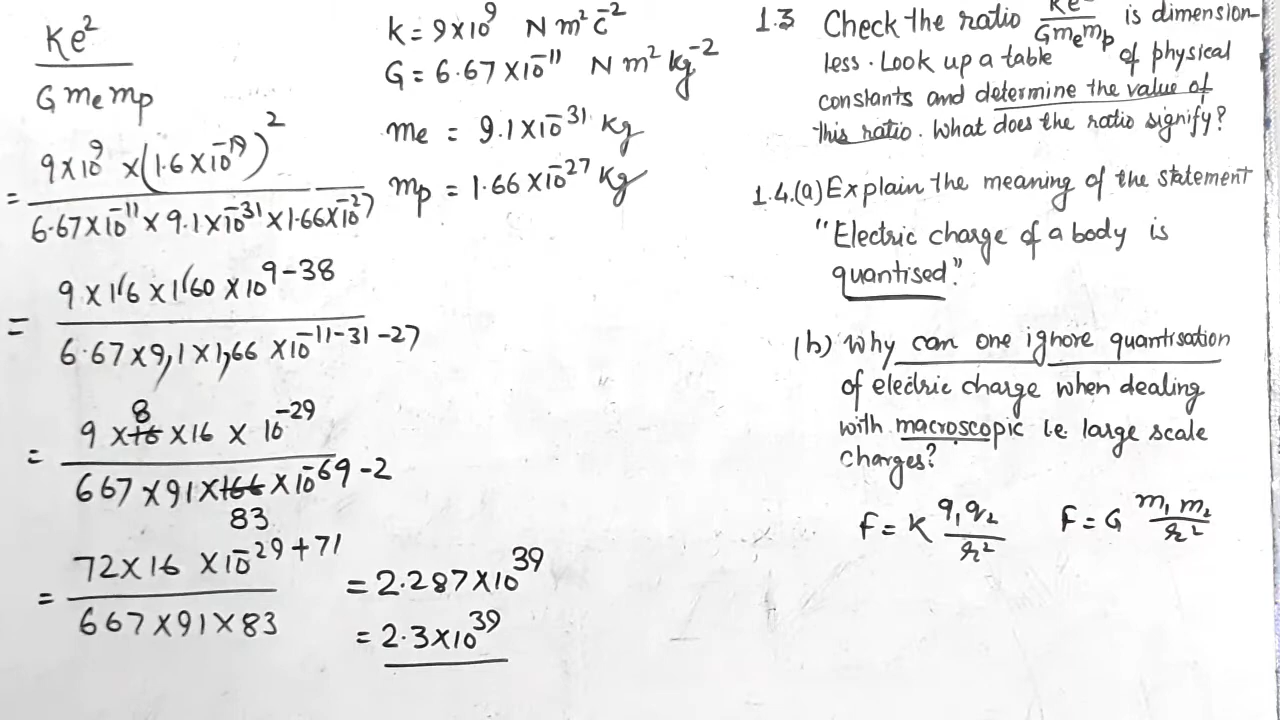 Ke²
G me mp
= 9×10⁹ ×(1.6×10⁻¹⁹)²
6.67×10⁻¹¹ × 9.1×10⁻³¹ ×1.66×10⁻²⁷
= 9 × 1/6 × 1/60 × 10⁹⁻³⁸
6.67×9,1×1,66 ×10⁻¹¹⁻³¹⁻²⁷
8
= 9 × 16 ×16 × 10⁻²⁹
667 ×91×166 ×10⁻⁶⁹⁻²
83
= 72×16 ×10⁻²⁹⁺⁷¹
667×91×83
= 2.287×10³⁹
= 2.3×10³⁹
K = 9×10⁹ N m² C⁻²
G = 6.67 ×10⁻¹¹ N m² kg⁻²
me = 9.1×10⁻³¹ kg
mp = 1.66×10⁻²⁷ kg
1.3 Check the ratio Ke²/Gmemp is dimension-
less. Look up a table of physical
constants and determine the value of
this ratio. What does the ratio signify?
1.4.(a) Explain the meaning of the statement
"Electric charge of a body is
quantised".
(b) Why can one ignore quantisation
of electric charge when dealing
with macroscopic i.e large scale
charges?
F = K q₁q₂/r² F = G m₁ m₂/r²